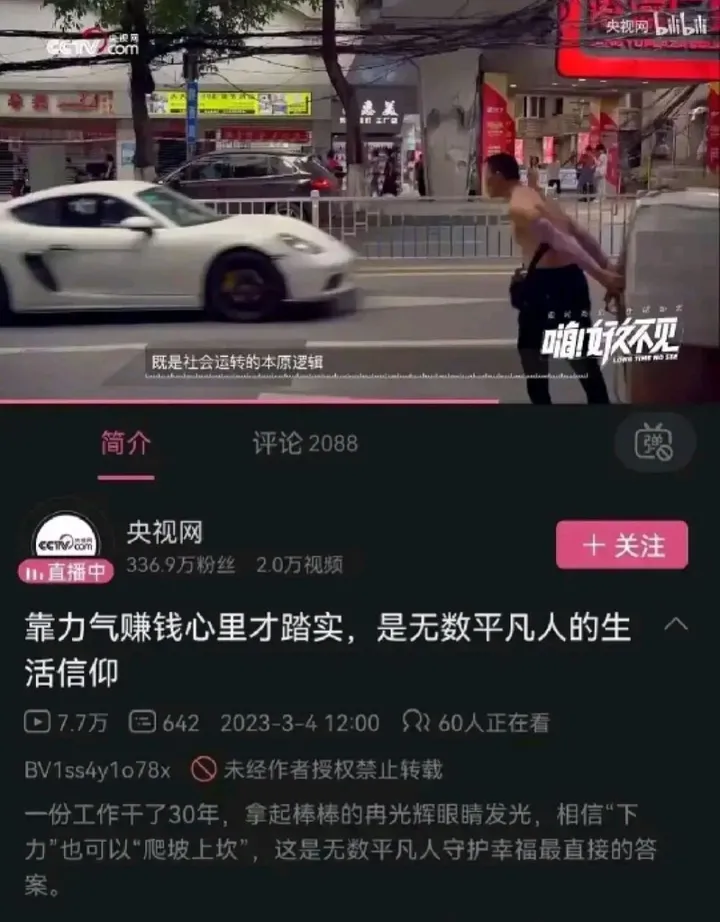 CCTV.com 央视网
央视网 bilibili
嘉美
嗨!好久不见
LONG TIME NO SEE
既是社会运转的本原逻辑
简介
评论 2088
弹
CCTV.com 央视网
直播中
央视网
336.9万粉丝 2.0万视频
+ 关注
靠力气赚钱心里才踏实，是无数平凡人的生
活信仰
7.7万 642 2023-3-4 12:00 60人正在看
BV1ss4y1o78x 未经作者授权禁止转载
一份工作干了30年，拿起棒棒的冉光辉眼睛发光，相信“下
力”也可以“爬坡上坎”，这是无数平凡人守护幸福最直接的答
案。